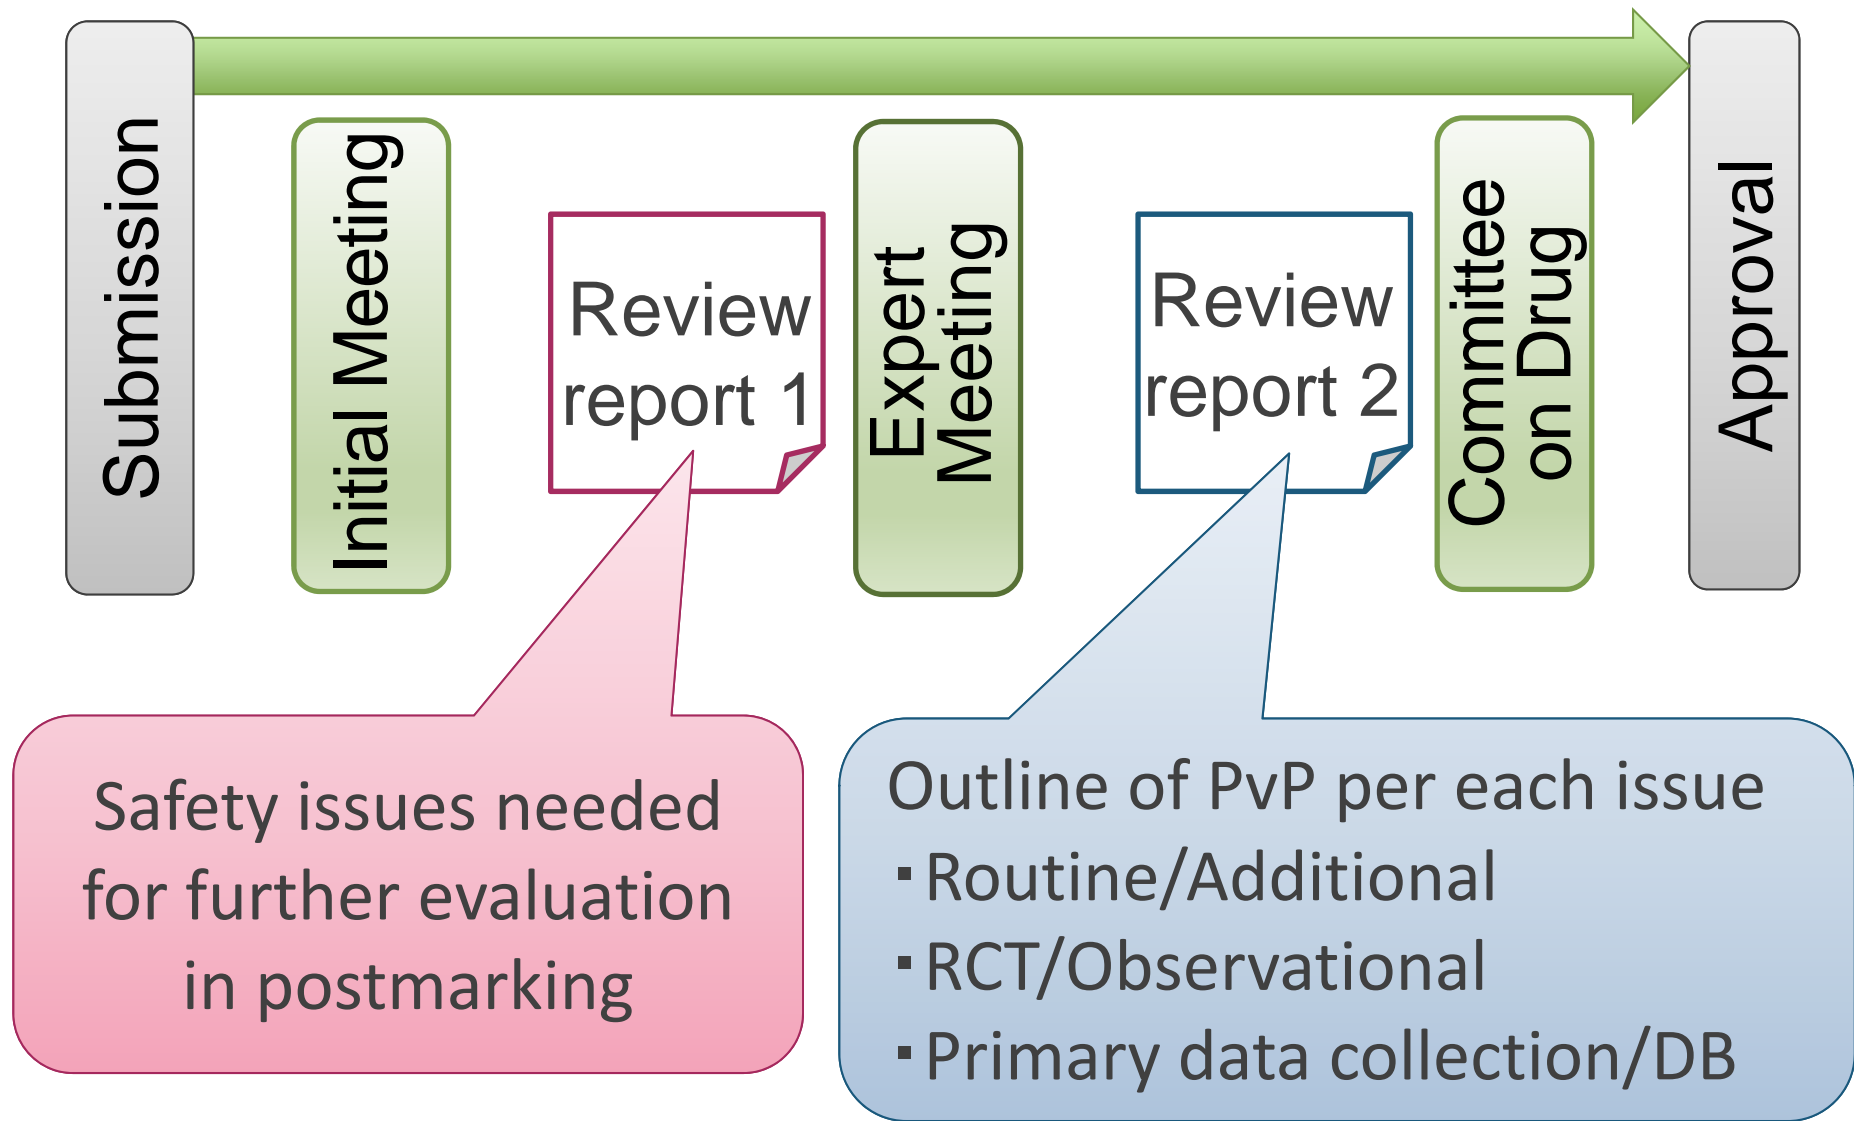 Submission
Initial Meeting
Review
report 1
Expert
Meeting
Review
report 2
Committee
on Drug
Approval
Safety issues needed
for further evaluation
in postmarking
Outline of PvP per each issue
▪Routine/Additional
▪RCT/Observational
▪Primary data collection/DB